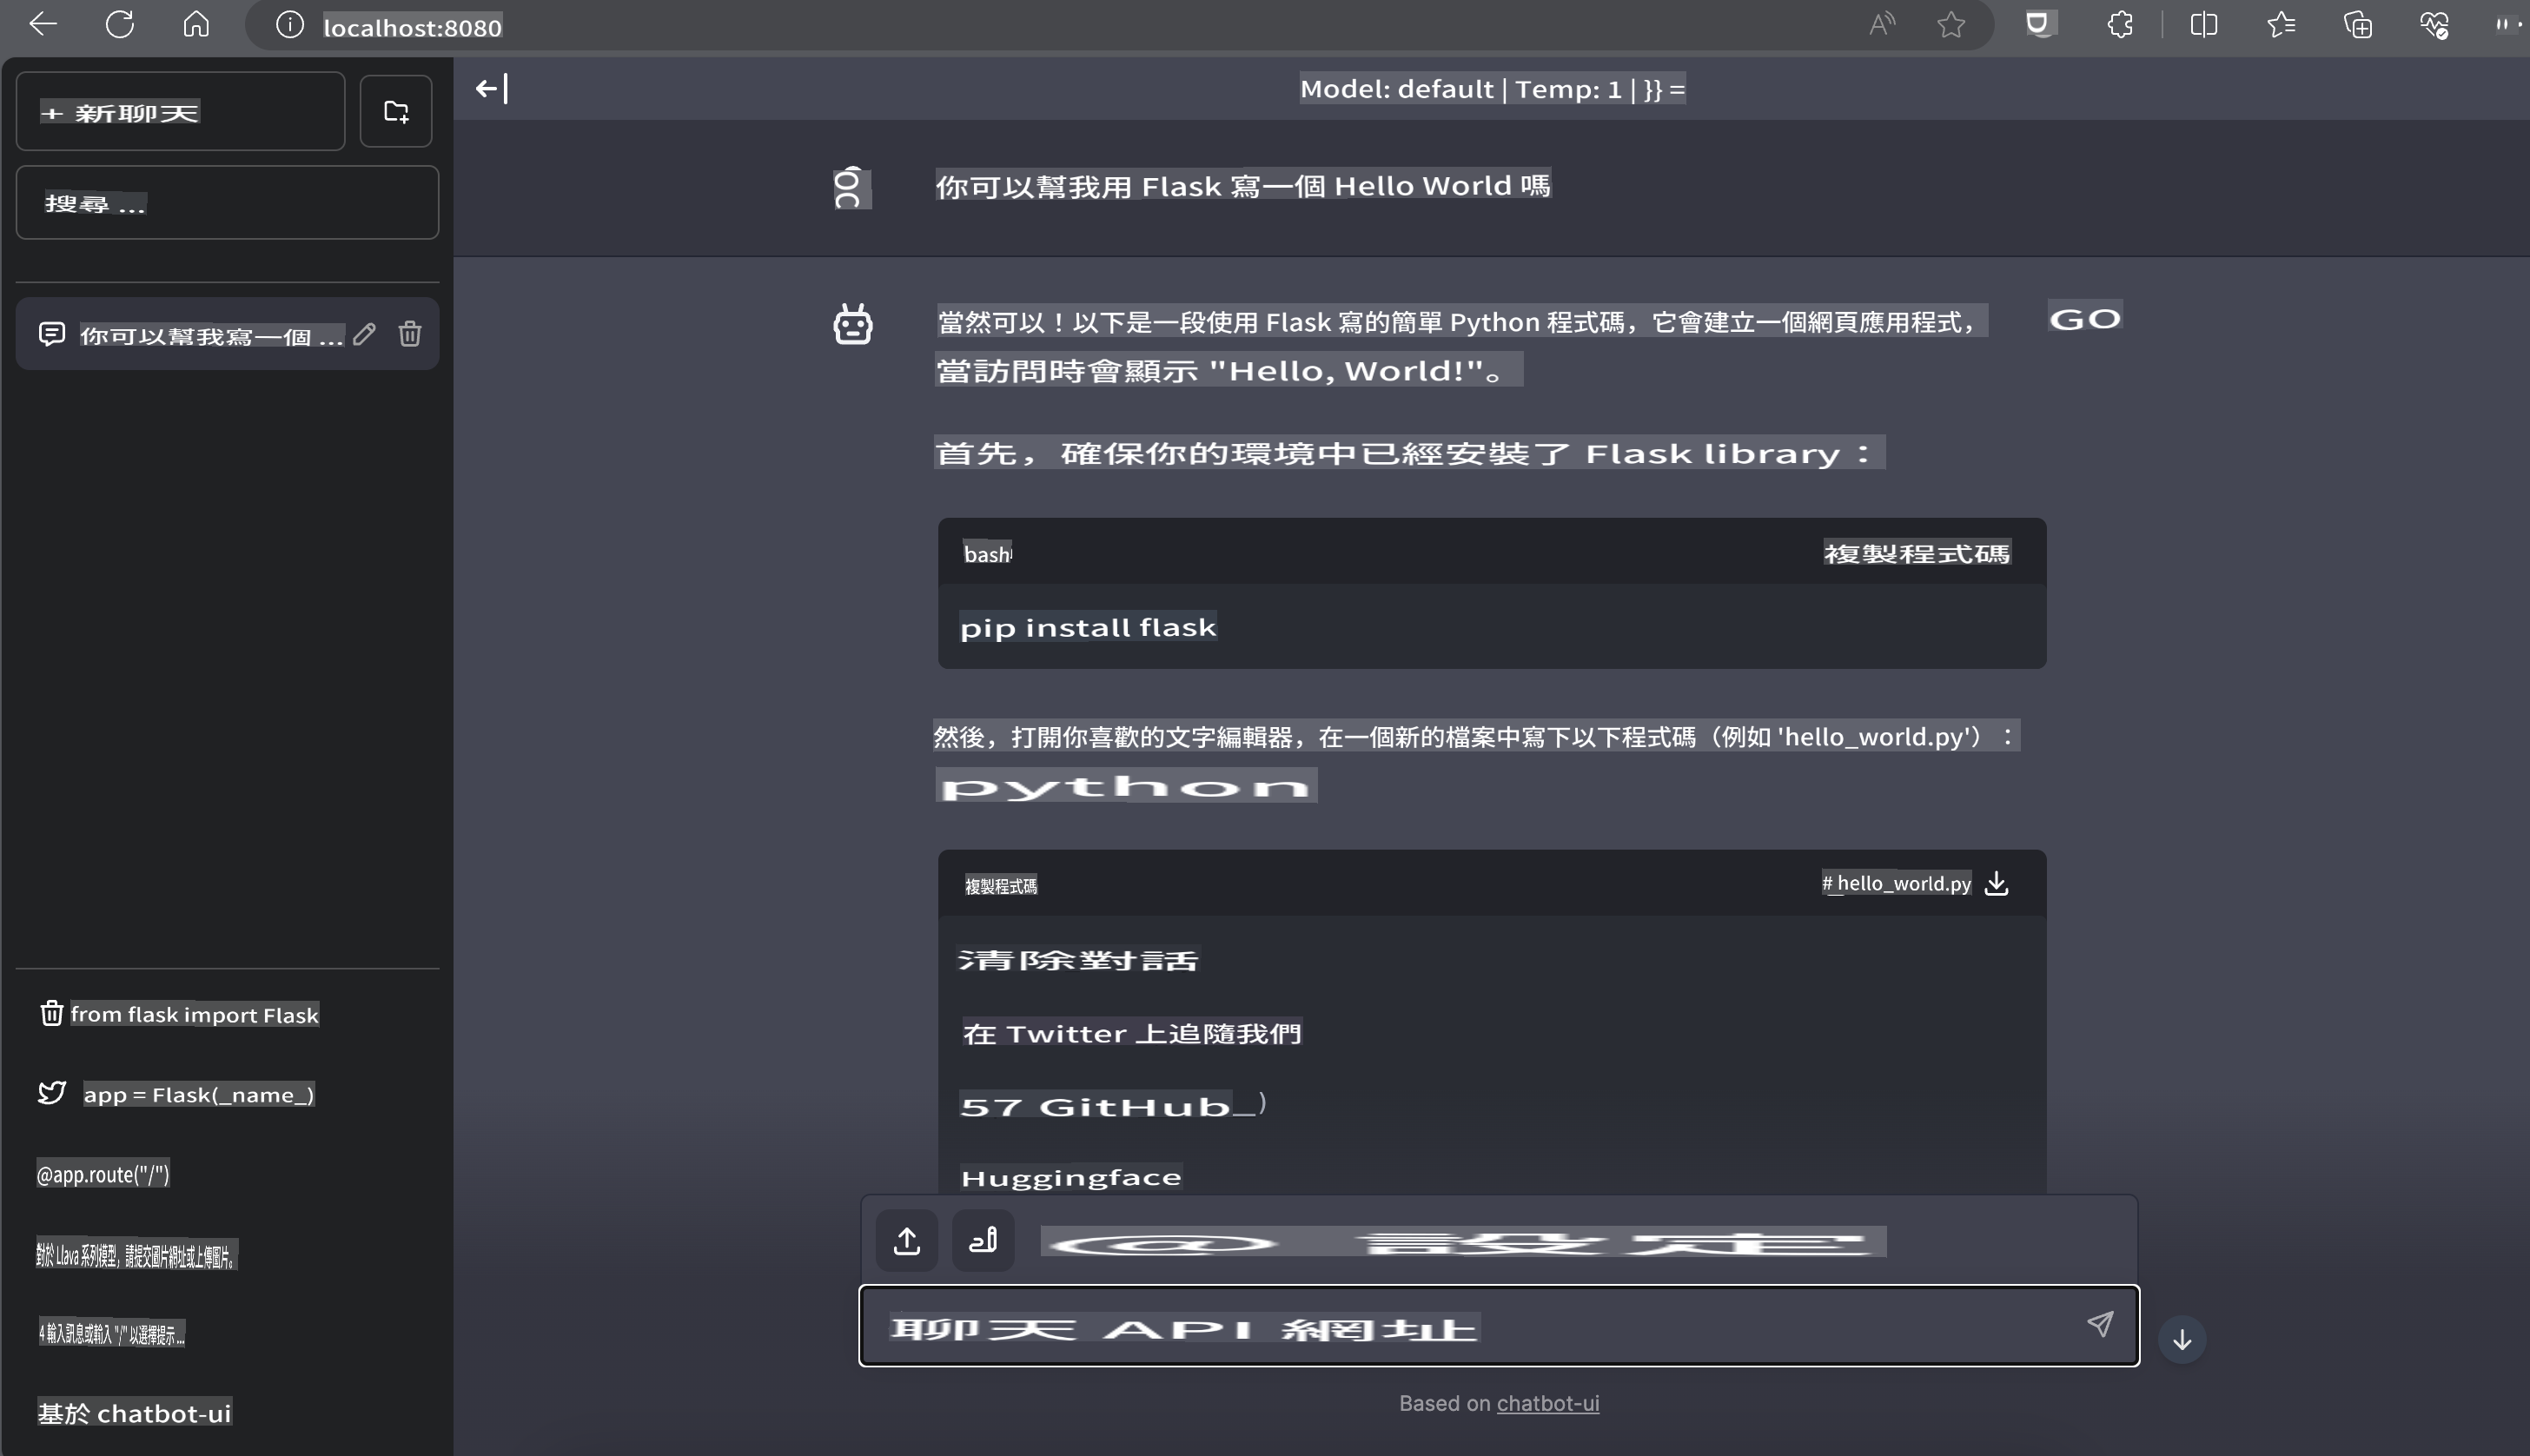 localhost:8080
+ 新聊天
搜尋 ...
你可以幫我寫一個 ...
from flask import Flask
app = Flask(_name_)
@app.route("/")
對於 Llava 系列模型，請提交圖片網址或上傳圖片。
4 輸入訊息或輸入 "/" 以選擇提示 ...
基於 chatbot-ui
Model: default | Temp: 1 | }} =
你可以幫我用 Flask 寫一個 Hello World 嗎
當然可以！以下是一段使用 Flask 寫的簡單 Python 程式碼，它會建立一個網頁應用程式，
GO
當訪問時會顯示 "Hello, World!"。
首先，確保你的環境中已經安裝了 Flask library：
bash
複製程式碼
pip install flask
然後，打開你喜歡的文字編輯器，在一個新的檔案中寫下以下程式碼（例如 'hello_world.py'）：
python
複製程式碼
# hello_world.py
清除對話
在 Twitter 上追隨我們
57 GitHub_)
Huggingface
@ 設定
聊天 API 網址
Based on chatbot-ui